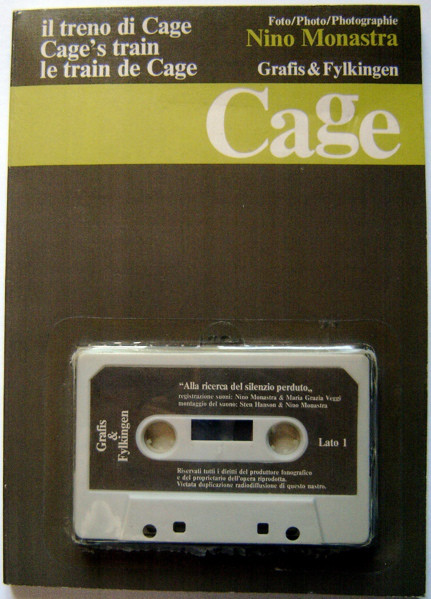 il treno di Cage
Cage's train
le train de Cage
Foto/Photo/Photographie
Nino Monastra
Grafis & Fylkingen
Cage
"Alla ricerca del silenzio perduto„
registrazione suoni: Nino Monastra & Maria Grazia Veggi
montaggio del suono: Sten Hanson & Nino Monastra
Grafis
&
Fylkingen
Lato 1
Riservati tutti i diritti del produttore fonografico
e del proprietario dell'opera riprodotta.
Vietata duplicazione radiodiffusione di questo nastro.